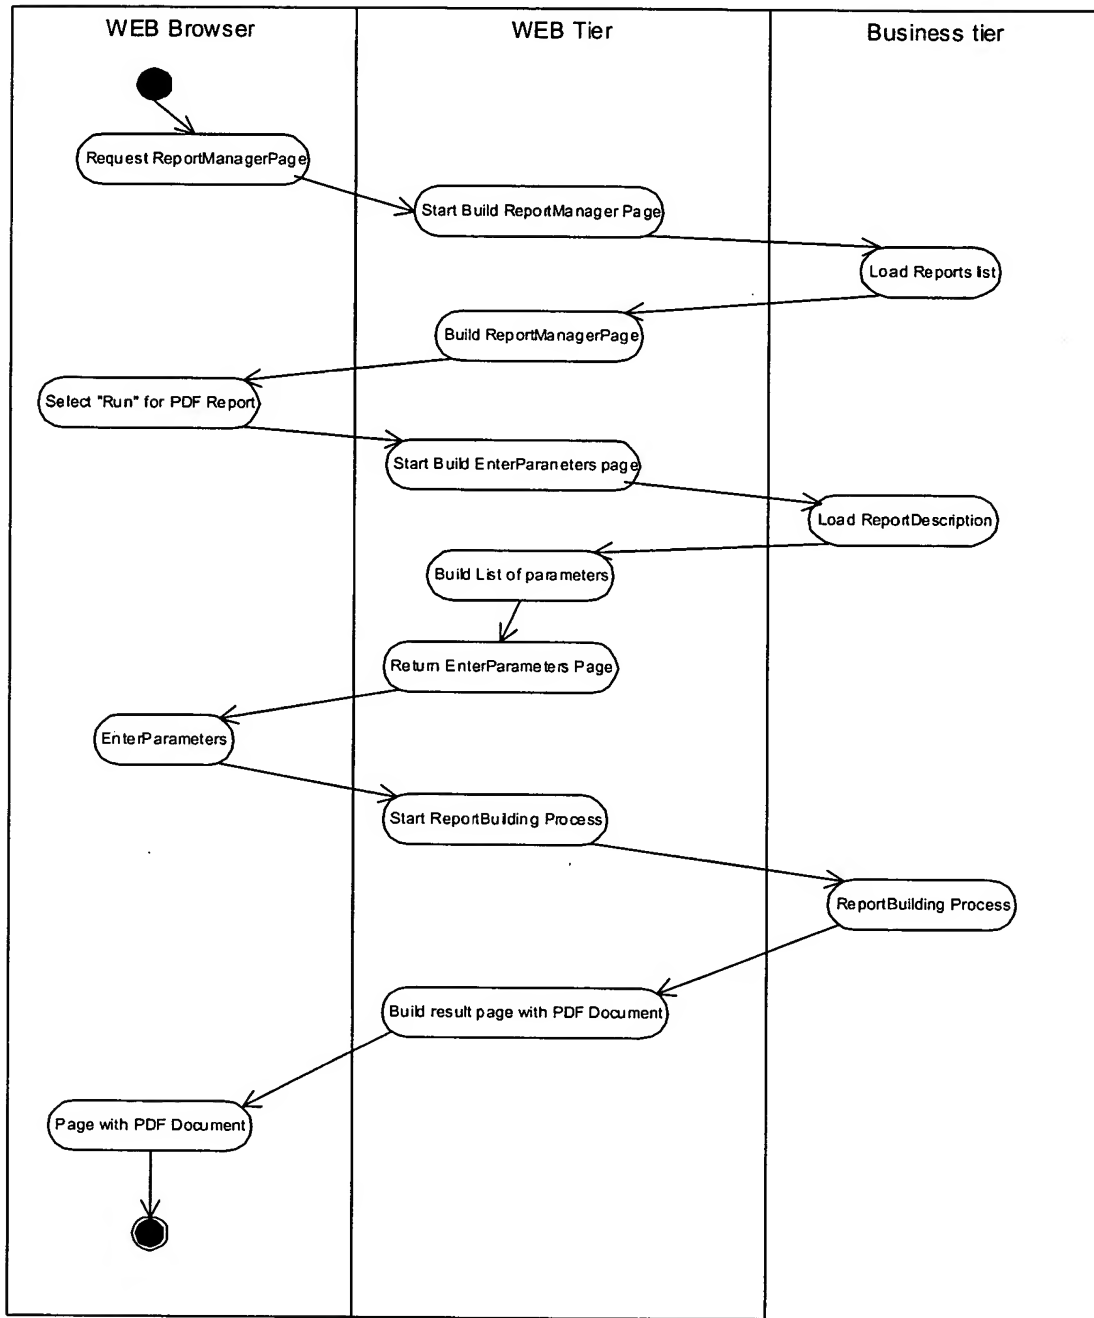 WEB Browser
WEB Tier
Business tier
Request ReportManagerPage
Start Build ReportManager Page
Load Reports list
Build ReportManagerPage
Select "Run" for PDF Report
Start Build EnterParaneters page
Load ReportDescription
Build List of parameters
Return EnterParameters Page
EnterParameters
Start ReportBuilding Process
ReportBuilding Process
Build result page with PDF Document
Page with PDF Document